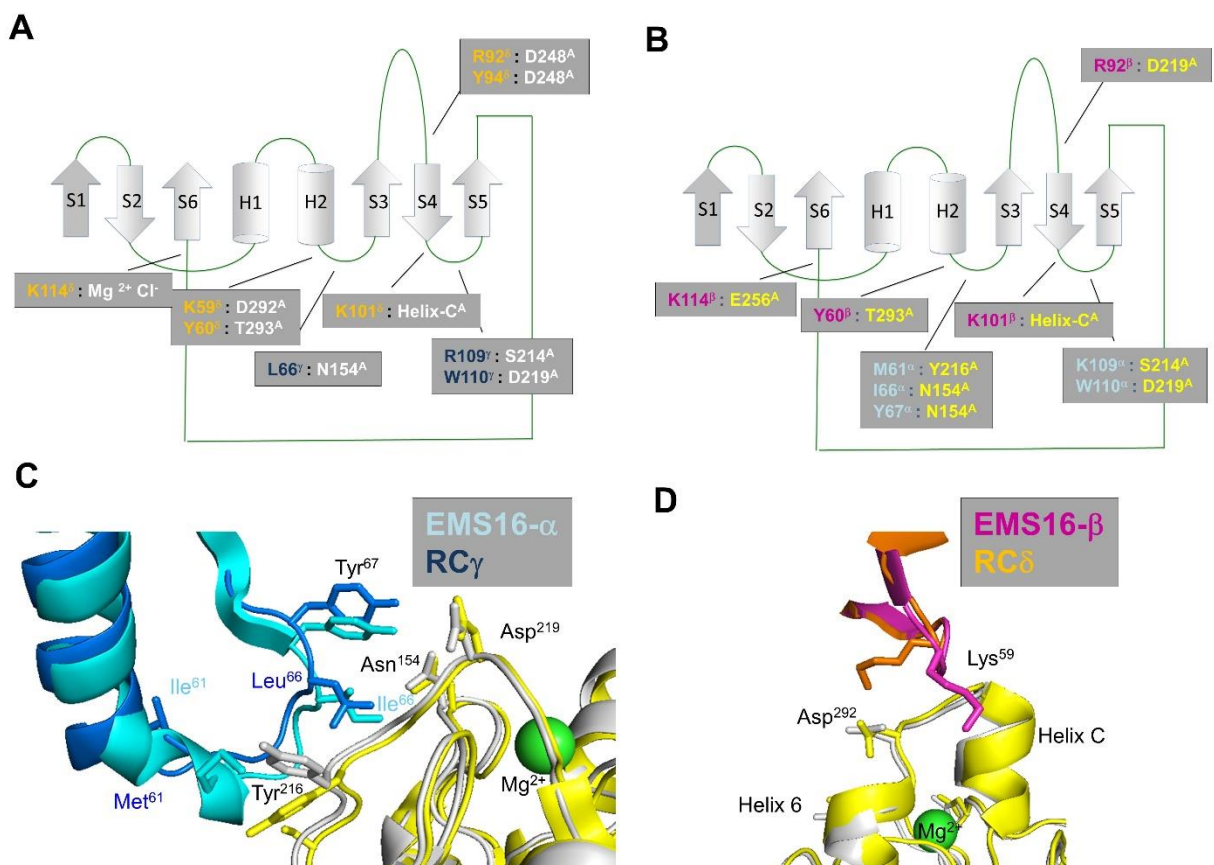 A
R92δ : D248A
Y94δ : D248A
S1 S2 S6 H1 H2 S3 S4 S5
K114δ : Mg 2+ Cl-
K59δ : D292A
Y60δ : T293A
K101δ : Helix-CA
L66γ : N154A
R109γ : S214A
W110γ : D219A
B
R92β : D219A
S1 S2 S6 H1 H2 S3 S4 S5
K114β : E256A
Y60β : T293A
K101β : Helix-CA
M61α : Y216A
I66α : N154A
Y67α : N154A
K109α : S214A
W110α : D219A
C
EMS16-α
RCγ
Tyr67
Asp219
Asn154
Leu66
Ile61
Ile66
Tyr216
Met61
Mg2+
D
EMS16-β
RCδ
Lys59
Asp292
Helix C
Helix 6
Mg2+